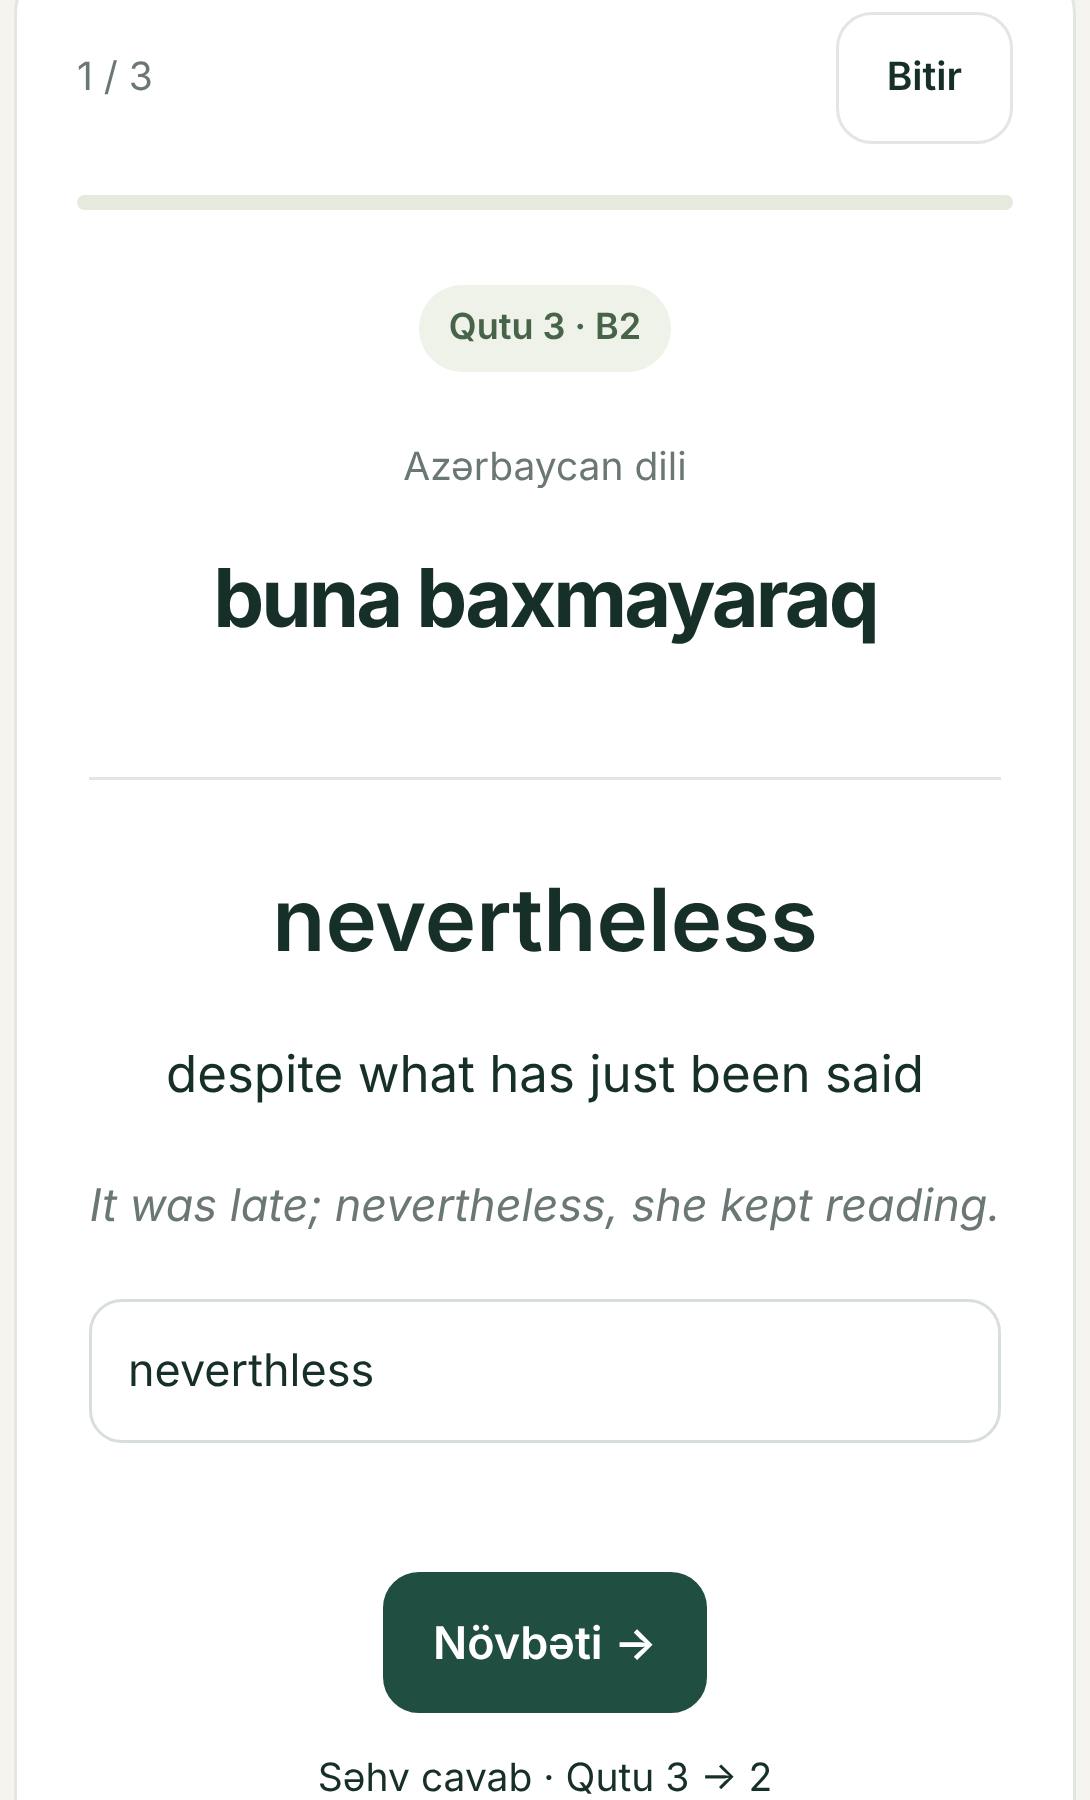 1 / 3
Bitir
Qutu 3 · B2
Azərbaycan dili
buna baxmayaraq
nevertheless
despite what has just been said
It was late; nevertheless, she kept reading.
neverthless
Növbəti →
Səhv cavab · Qutu 3 → 2